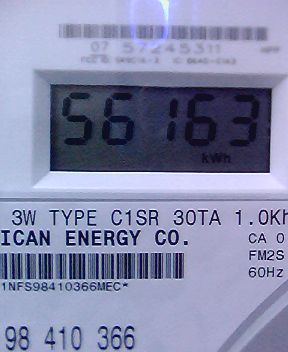 07 57245311
56163
kWh
3W TYPE C1SR 30TA 1.0Kh
ICAN ENERGY CO.
CA 0
FM2S
60Hz
1NFS98410366MEC*
98 410 366